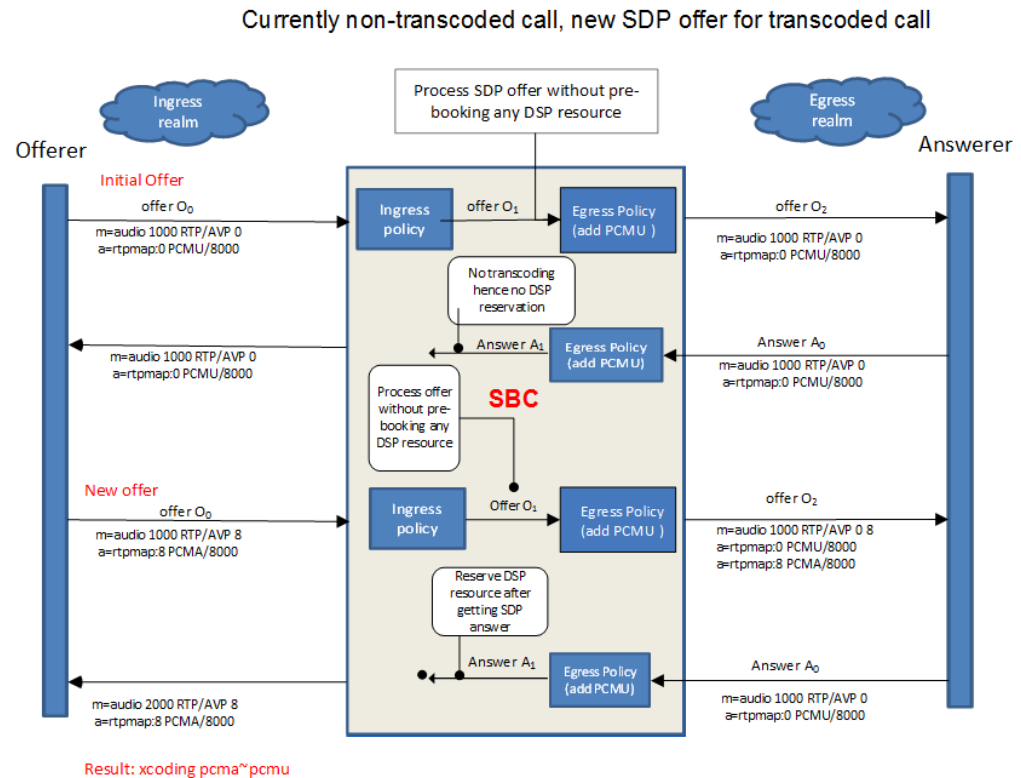 Currently non-transcoded call, new SDP offer for transcoded call
Ingress
realm
Process SDP offer without pre-
booking any DSP resource
Egress
realm
Offerer
Answerer
Initial Offer
offer O0
m=audio 1000 RTP/AVP 0
a=rtpmap:0 PCMU/8000
Ingress
policy
offer O1
Egress Policy
(add PCMU )
offer O2
m=audio 1000 RTP/AVP 0
a=rtpmap:0 PCMU/8000
No transcoding
hence no DSP
reservation
m=audio 1000 RTP/AVP 0
a=rtpmap:0 PCMU/8000
Answer A1
Egress Policy
(add PCMU)
Answer A0
m=audio 1000 RTP/AVP 0
a=rtpmap:0 PCMU/8000
Process offer
without pre-
booking any
DSP resource
SBC
New offer
offer O0
m=audio 1000 RTP/AVP 8
a=rtpmap:8 PCMA/8000
Ingress
policy
Offer O1
Egress Policy
(add PCMU )
offer O2
m=audio 1000 RTP/AVP 0 8
a=rtpmap:0 PCMU/8000
a=rtpmap:8 PCMA/8000
Reserve DSP
resource after
getting SDP
answer
m=audio 2000 RTP/AVP 8
a=rtpmap:8 PCMA/8000
Answer A1
Egress Policy
(add PCMU)
Answer A0
m=audio 1000 RTP/AVP 0
a=rtpmap:0 PCMU/8000
Result: xcoding pcma~pcmu